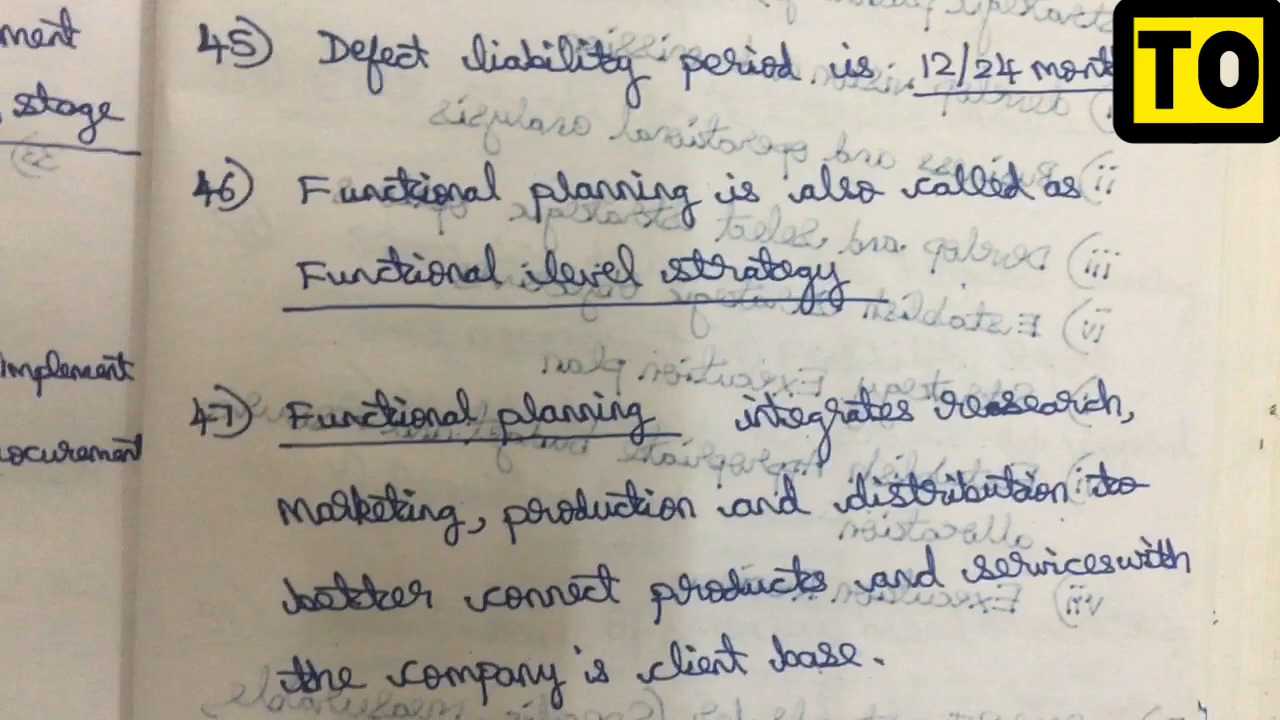 ment
stage
implement
ocurement
45) Defect liability period is 12/24 mont
46) Functional planning is also called as
Functional level strategy
47) Functional planning integrates research,
marketing, production and distribution to
better connect products and services with
the company is client base.
TO